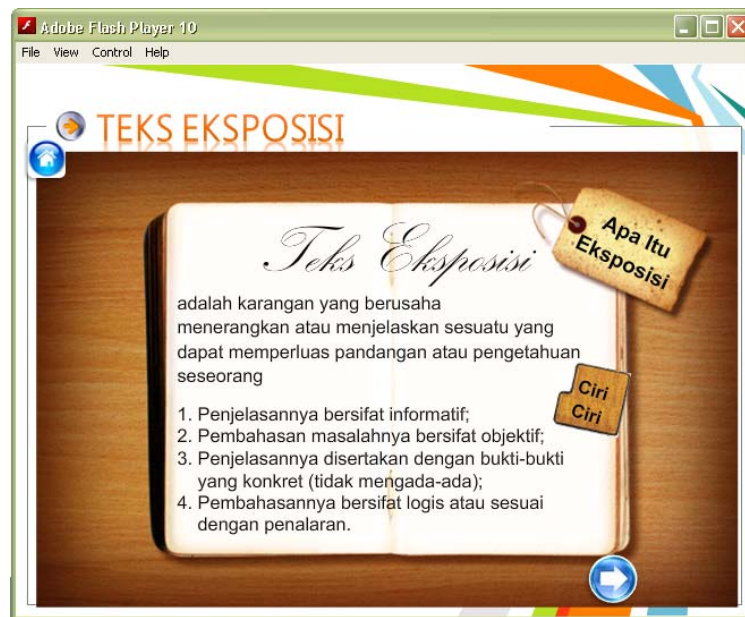 Adobe Flash Player 10
File View Control Help
TEKS EKSPOSISI
Teks Eksposisi
Apa Itu
Eksposisi
adalah karangan yang berusaha
menerangkan atau menjelaskan sesuatu yang
dapat memperluas pandangan atau pengetahuan
seseorang
Ciri
Ciri
1. Penjelasannya bersifat informatif;
2. Pembahasan masalahnya bersifat objektif;
3. Penjelasannya disertakan dengan bukti-bukti
yang konkret (tidak mengada-ada);
4. Pembahasannya bersifat logis atau sesuai
dengan penalaran.